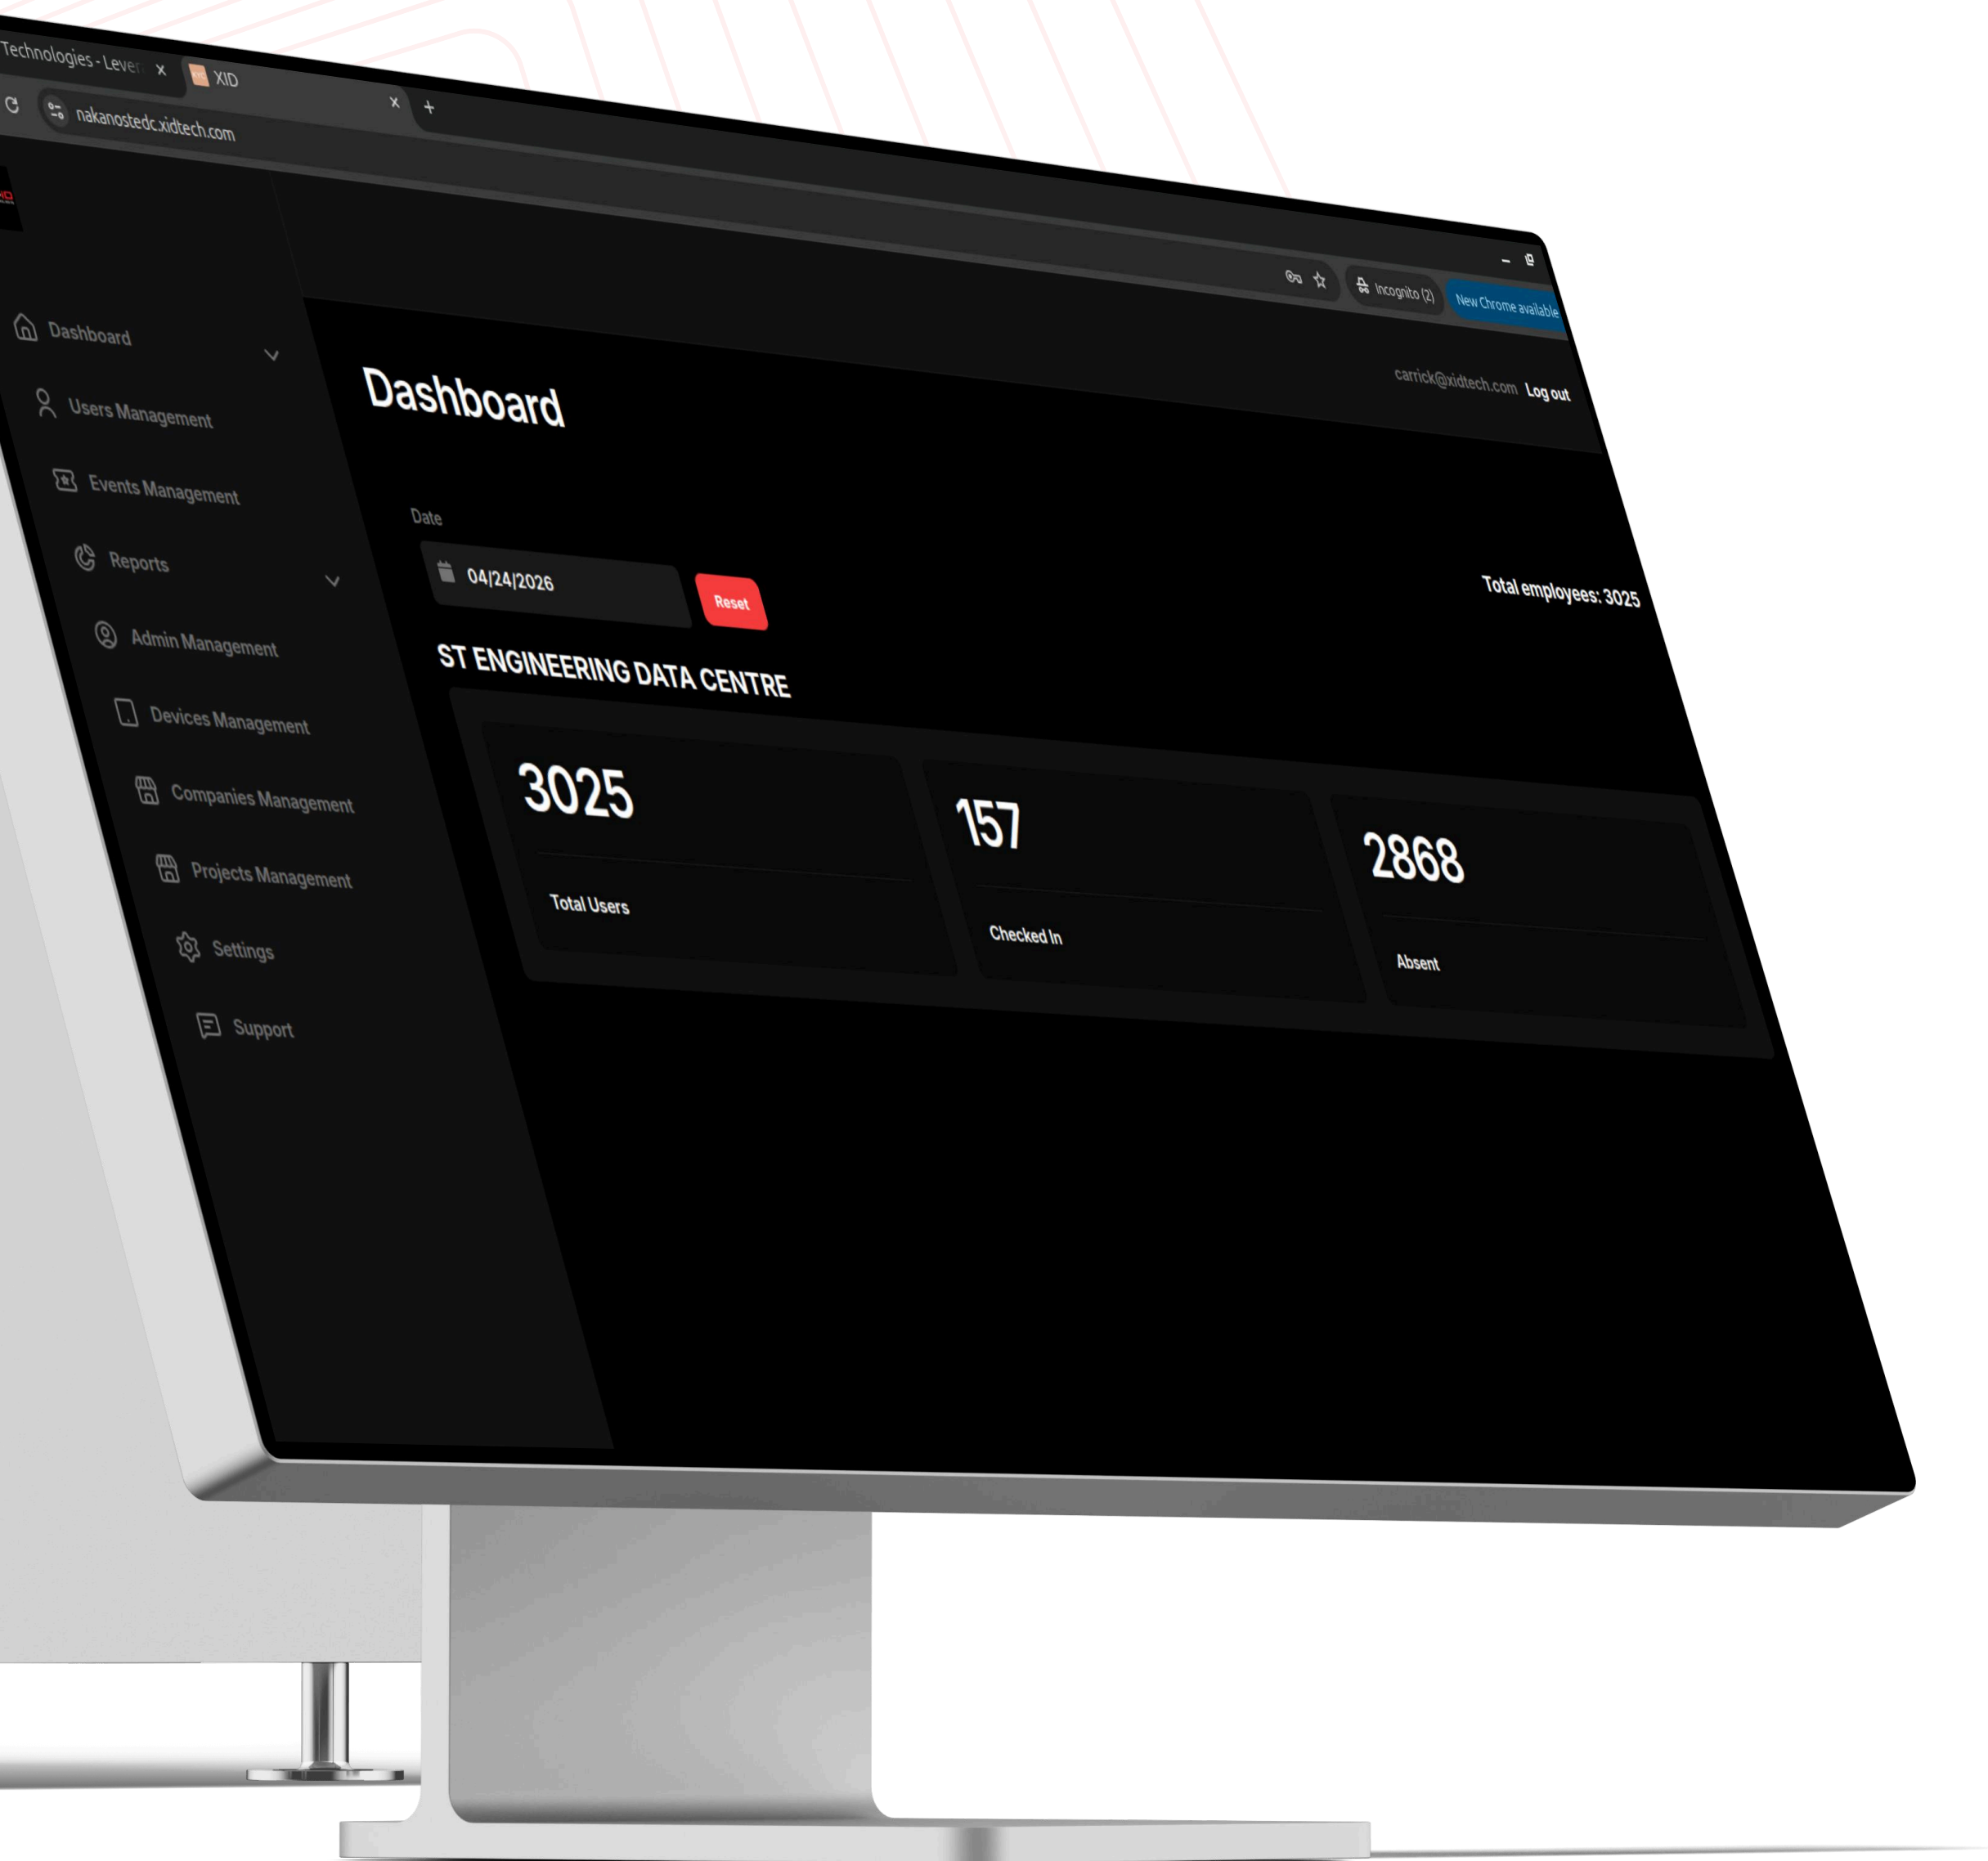 Technologies - Lever
XID
nakanostedc.xidtech.com
Incognito (2)
New Chrome available
carrick@xidtech.com Log out
Dashboard
Users Management
Events Management
Reports
Admin Management
Devices Management
Companies Management
Projects Management
Settings
Support
Dashboard
Date
04/24/2026
Reset
Total employees: 3025
ST ENGINEERING DATA CENTRE
3025
Total Users
157
Checked In
2868
Absent